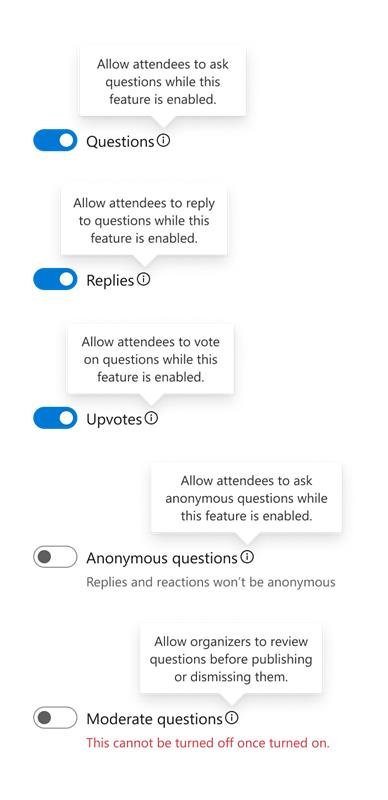 Allow attendees to ask
questions while this
feature is enabled.
Questions
Allow attendees to reply
to questions while this
feature is enabled.
Replies
Allow attendees to vote
on questions while this
feature is enabled.
Upvotes
Allow attendees to ask
anonymous questions while
this feature is enabled.
Anonymous questions
Replies and reactions won't be anonymous
Allow organizers to review
questions before publishing
or dismissing them.
Moderate questions
This cannot be turned off once turned on.